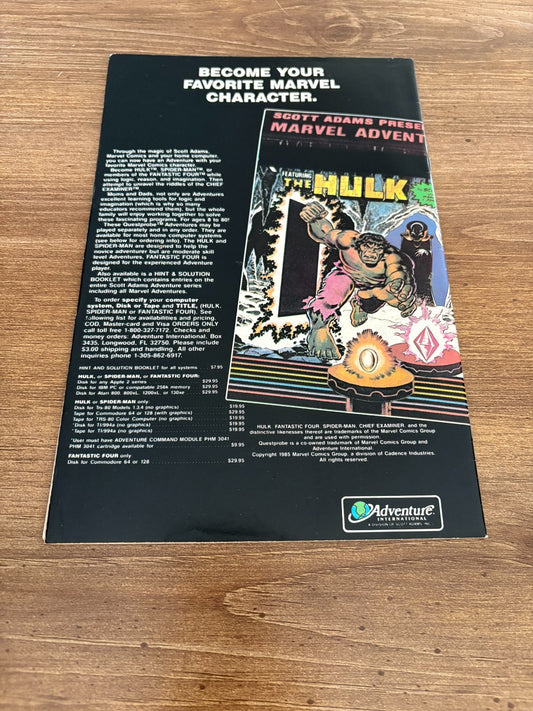 BECOME YOUR
FAVORITE MARVEL
CHARACTER.
SCOTT ADAMS PRESE
MARVEL ADVENT
FEATURING
THE HULK
Through the magic of Scott Adams,
Marvel Comics and your home computer,
you can now have an Adventure with your
favorite Marvel Comics character.
Become HULK™, SPIDER-MAN™, or
members of the FANTASTIC FOUR™ while
using logic, reason, and imagination. Then
attempt to unravel the riddles of the CHIEF
EXAMINER™.
Moms and Dads, not only are Adventures
excellent learning tools for logic and
imagination (which is why so many
educators recommend them), but the whole
family will enjoy working together to solve
these fascinating programs. For ages 8 to 80!
These Questprobe™ Adventures may be
played separately and in any order. They are
available for most home computer systems
(see below for ordering info). The HULK and
SPIDER-MAN are designed to help the
novice adventurer but are moderate skill
level Adventures. FANTASTIC FOUR is
designed for the experienced Adventure
player.
Also available is a HINT & SOLUTION
BOOKLET which contains entries on the
entire Scott Adams Adventure series
including all Marvel Adventures.
To order specify your computer
system, Disk or Tape and TITLE, (HULK,
SPIDER-MAN or FANTASTIC FOUR). See
following list for availabilities and pricing.
COD, Master-card and Visa ORDERS ONLY
call toll free 1-800-327-7172. Checks and
money orders: Adventure International, Box
3435, Longwood, FL 32750. Please include
$3.00 shipping and handling. All other
inquiries phone 1-305-862-6917.
HINT AND SOLUTION BOOKLET for all systems $7.95
HULK, or SPIDER-MAN, or FANTASTIC FOUR:
Disk for any Apple 2 series $29.95
Disk for IBM PC or compatible 256k memory $29.95
Disk for Atari 800, 800xL, 1200xL, or 130xe $29.95
HULK or SPIDER-MAN only:
Disk for Trs 80 Models 1,3,4 (no graphics) $19.95
Tape for Commodore 64 or 128 (with graphics) $29.95
Tape for TRS-80 Color Computer (no graphics) $19.95
*Disk for Ti994a (no graphics) $19.95
*Tape for Ti994a (no graphics) $19.95
*User must have ADVENTURE COMMAND MODULE PHM 3041
PHM 3041 cartridge available for $19.95
FANTASTIC FOUR only
Disk for Commodore 64 or 128 $29.95
HULK, FANTASTIC FOUR, SPIDER-MAN, CHIEF EXAMINER, and the
distinctive likenesses thereof are trademarks of the Marvel Comics Group
and are used with permission
Questprobe is a co-owned trademark of Marvel Comics Group and
Adventure International.
Copyright 1985 Marvel Comics Group, a division of Cadence Industries.
All rights reserved.
Adventure
INTERNATIONAL
A DIVISION OF SCOTT ADAMS, INC.